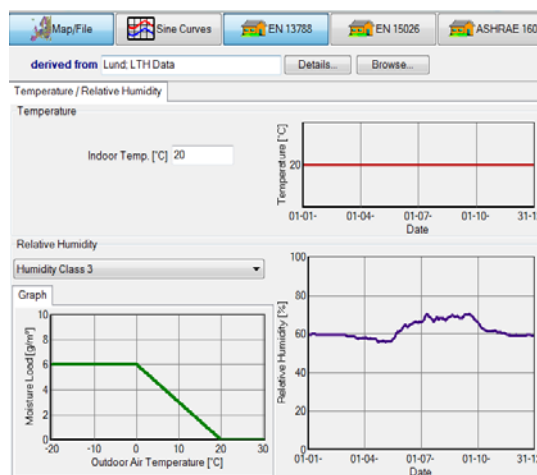 Map/File Sine Curves EN 13788 EN 15026 ASHRAE 160
derived from Lund; LTH Data Details... Browse...
Temperature / Relative Humidity
Temperature
Indoor Temp. [°C] 20
Temperature [°C]
20
01-01- 01-04- 01-07- 01-10- 31-12
Date
Relative Humidity
Humidity Class 3
Graph
Moisture Load [g/m³]
10
8
6
4
2
0
-20 -10 0 10 20 30
Outdoor Air Temperature [°C]
Relative Humidity [%]
100
80
60
40
20
0
01-01- 01-04- 01-07- 01-10- 31-12
Date